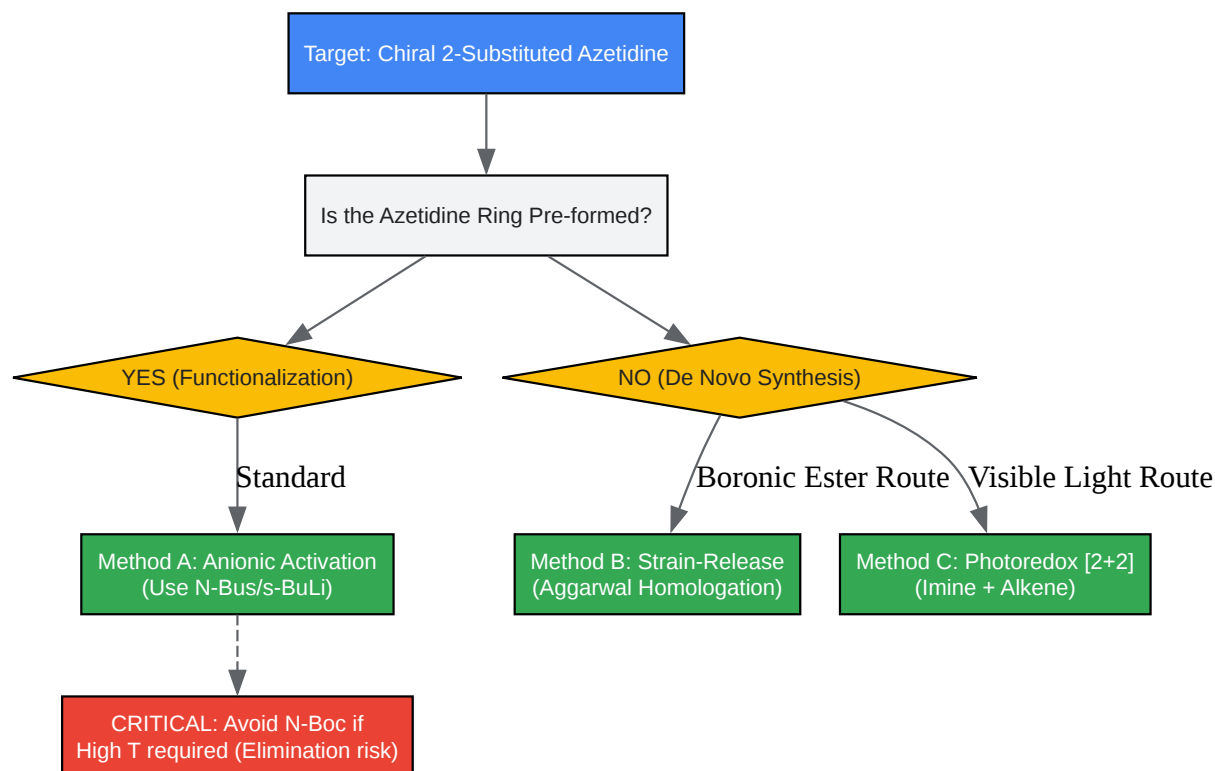 Target: Chiral 2-Substituted Azetidine
Is the Azetidine Ring Pre-formed?
YES (Functionalization)
NO (De Novo Synthesis)
Standard
Boronic Ester Route
Visible Light Route
Method A: Anionic Activation
(Use N-Bus/s-BuLi)
Method B: Strain-Release
(Aggarwal Homologation)
Method C: Photoredox [2+2]
(Imine + Alkene)
CRITICAL: Avoid N-Boc if
High T required (Elimination risk)